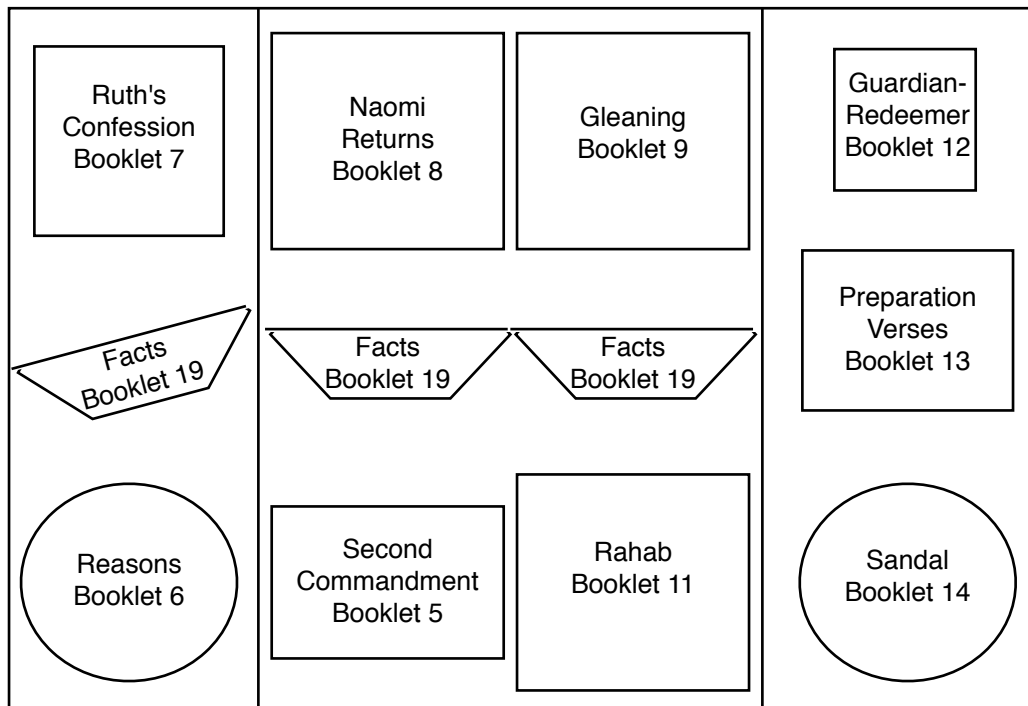 Ruth's
Confession
Booklet 7
Naomi
Returns
Booklet 8
Gleaning
Booklet 9
Guardian-
Redeemer
Booklet 12
Facts
Booklet 19
Facts
Booklet 19
Facts
Booklet 19
Preparation
Verses
Booklet 13
Reasons
Booklet 6
Second
Commandment
Booklet 5
Rahab
Booklet 11
Sandal
Booklet 14